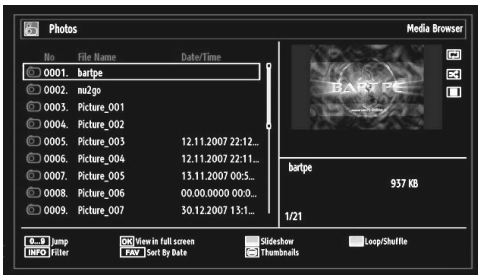 Photos Media Browser
No File Name Date/Time
0001. bartpe
0002. nu2go
0003. Picture_001
0004. Picture_002
0005. Picture_003 12.11.2007 22:12...
0006. Picture_004 12.11.2007 22:11...
0007. Picture_005 13.11.2007 00:5...
0008. Picture_006 00.00.0000 00:0...
0009. Picture_007 30.12.2007 13:1...
BART PE
bartpe
937 KB
1/21
0...9 Jump OK View in full screen Slideshow Loop/Shuffle
INFO Filter FAV Sort By Date Thumbnails